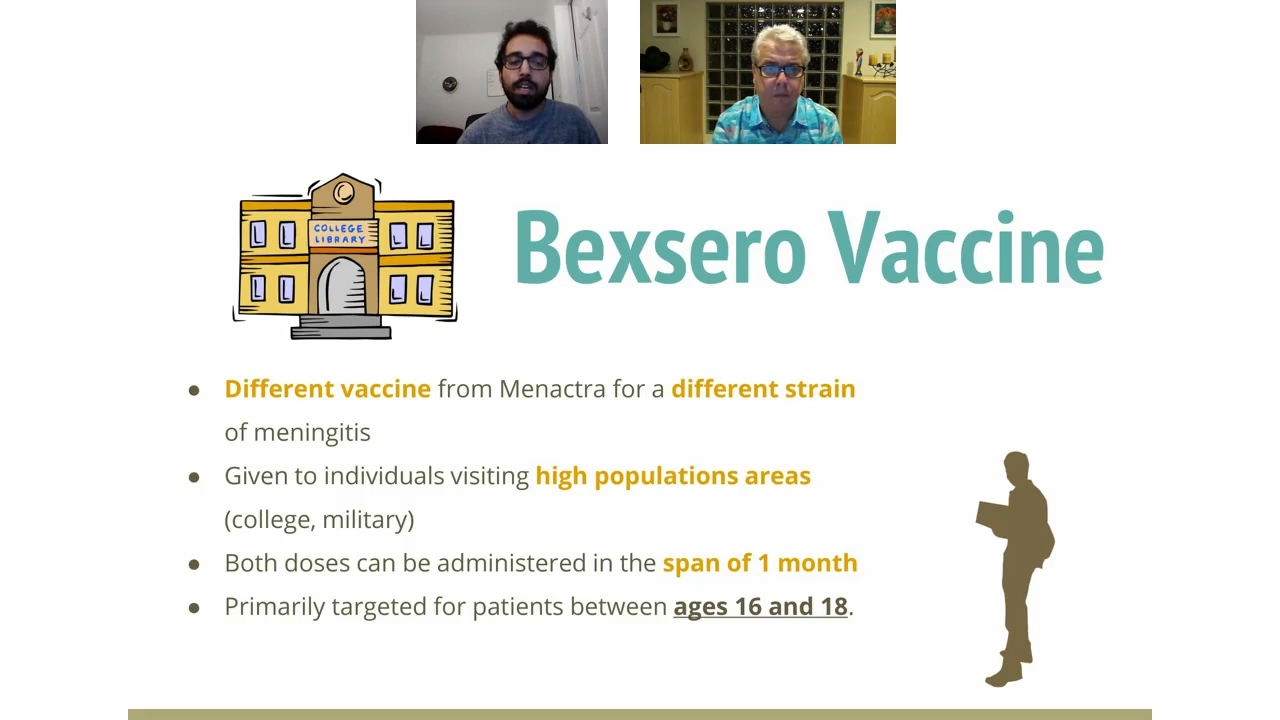 COLLEGE
LIBRARY
Bexsero Vaccine
● Different vaccine from Menactra for a different strain
of meningitis
● Given to individuals visiting high populations areas
(college, military)
● Both doses can be administered in the span of 1 month
● Primarily targeted for patients between ages 16 and 18.